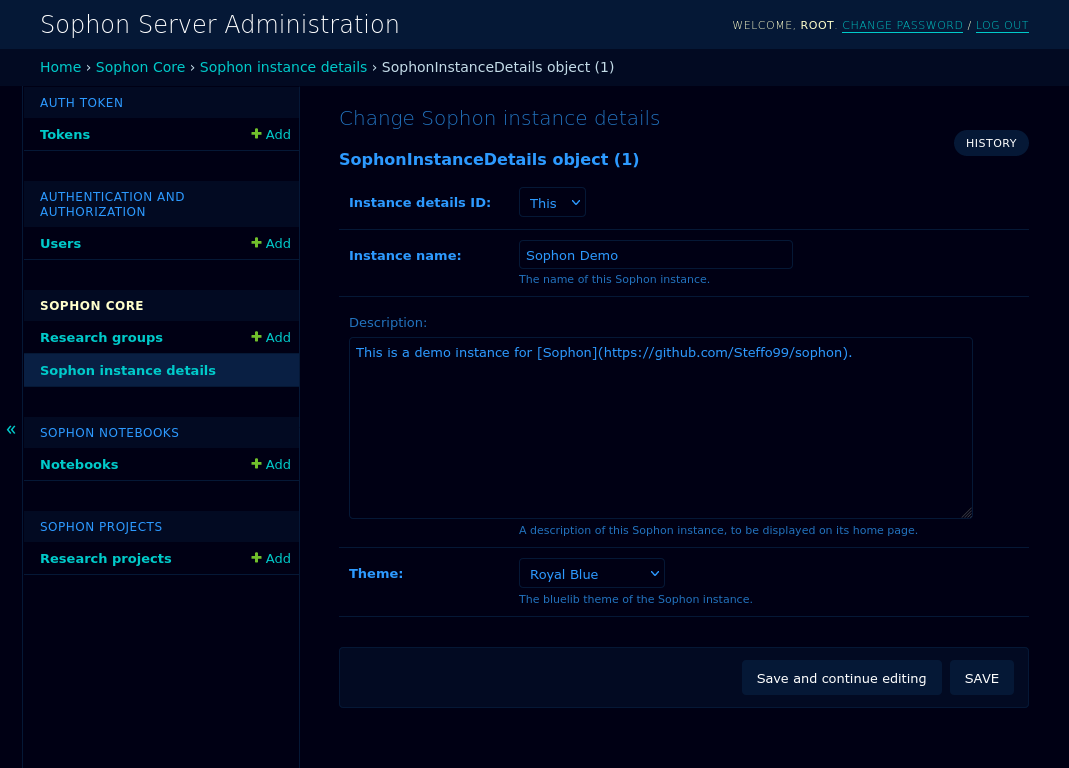 Sophon Server Administration
WELCOME, ROOT. CHANGE PASSWORD / LOG OUT
Home › Sophon Core › Sophon instance details › SophonInstanceDetails object (1)
AUTH TOKEN
Tokens
Add
AUTHENTICATION AND
AUTHORIZATION
Users
Add
SOPHON CORE
Research groups
Add
Sophon instance details
SOPHON NOTEBOOKS
Notebooks
Add
SOPHON PROJECTS
Research projects
Add
«
Change Sophon instance details
HISTORY
SophonInstanceDetails object (1)
Instance details ID:
This
Instance name:
Sophon Demo
The name of this Sophon instance.
Description:
This is a demo instance for [Sophon](https://github.com/Steffo99/sophon).
A description of this Sophon instance, to be displayed on its home page.
Theme:
Royal Blue
The bluelib theme of the Sophon instance.
Save and continue editing
SAVE